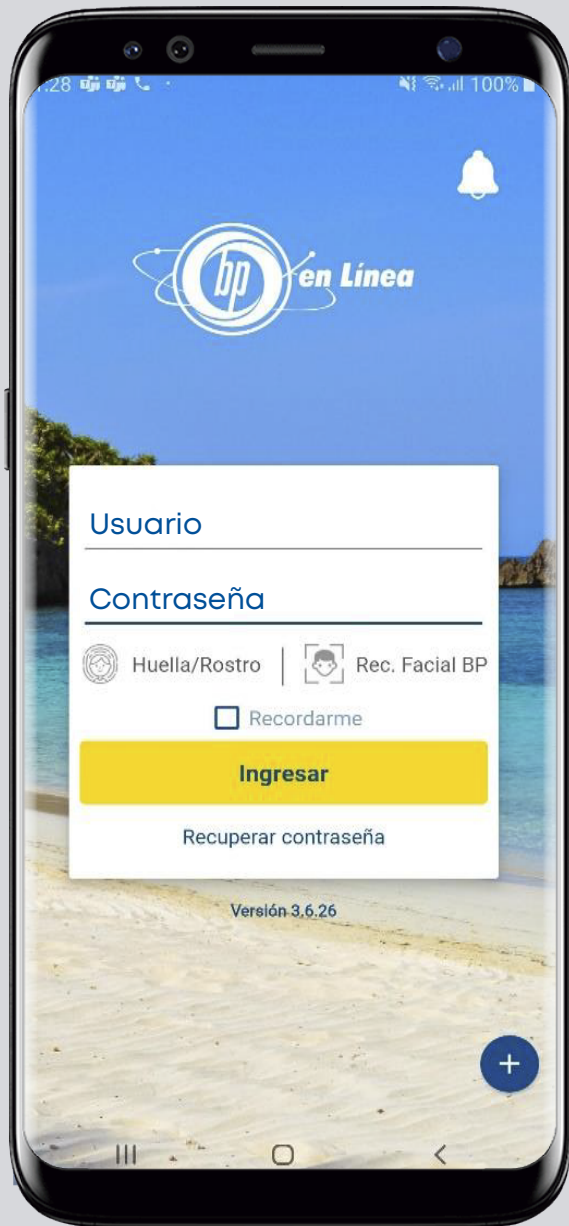 :28
100%
bp en Línea
Usuario
Contraseña
Huella/Rostro | Rec. Facial BP
Recordarme
Ingresar
Recuperar contraseña
Versión 3.6.26
+